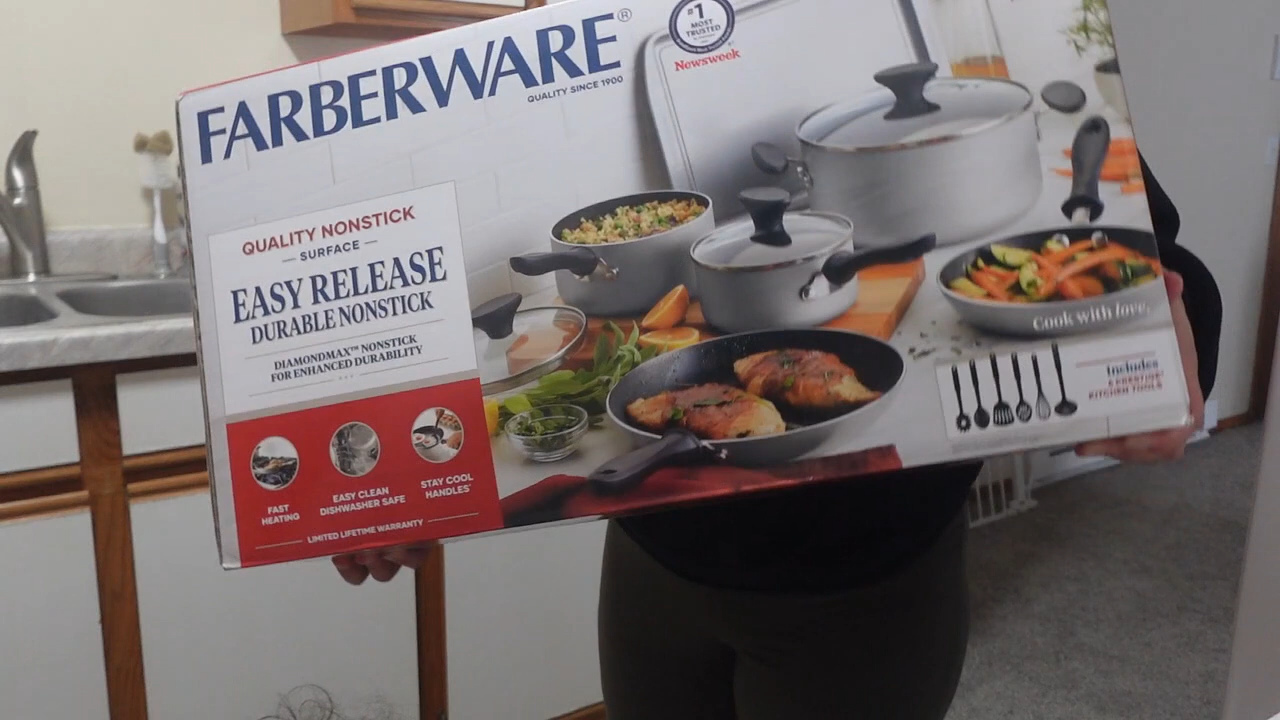 FARBERWARE®
QUALITY SINCE 1900
#1
MOST
TRUSTED
Newsweek
QUALITY NONSTICK
— SURFACE —
EASY RELEASE
DURABLE NONSTICK
DIAMONDMAX™ NONSTICK
FOR ENHANCED DURABILITY
FAST
HEATING
EASY CLEAN
DISHWASHER SAFE
STAY COOL
HANDLES*
LIMITED LIFETIME WARRANTY
Cook with love.
Includes
6 PRESTIGE*
KITCHEN TOOLS